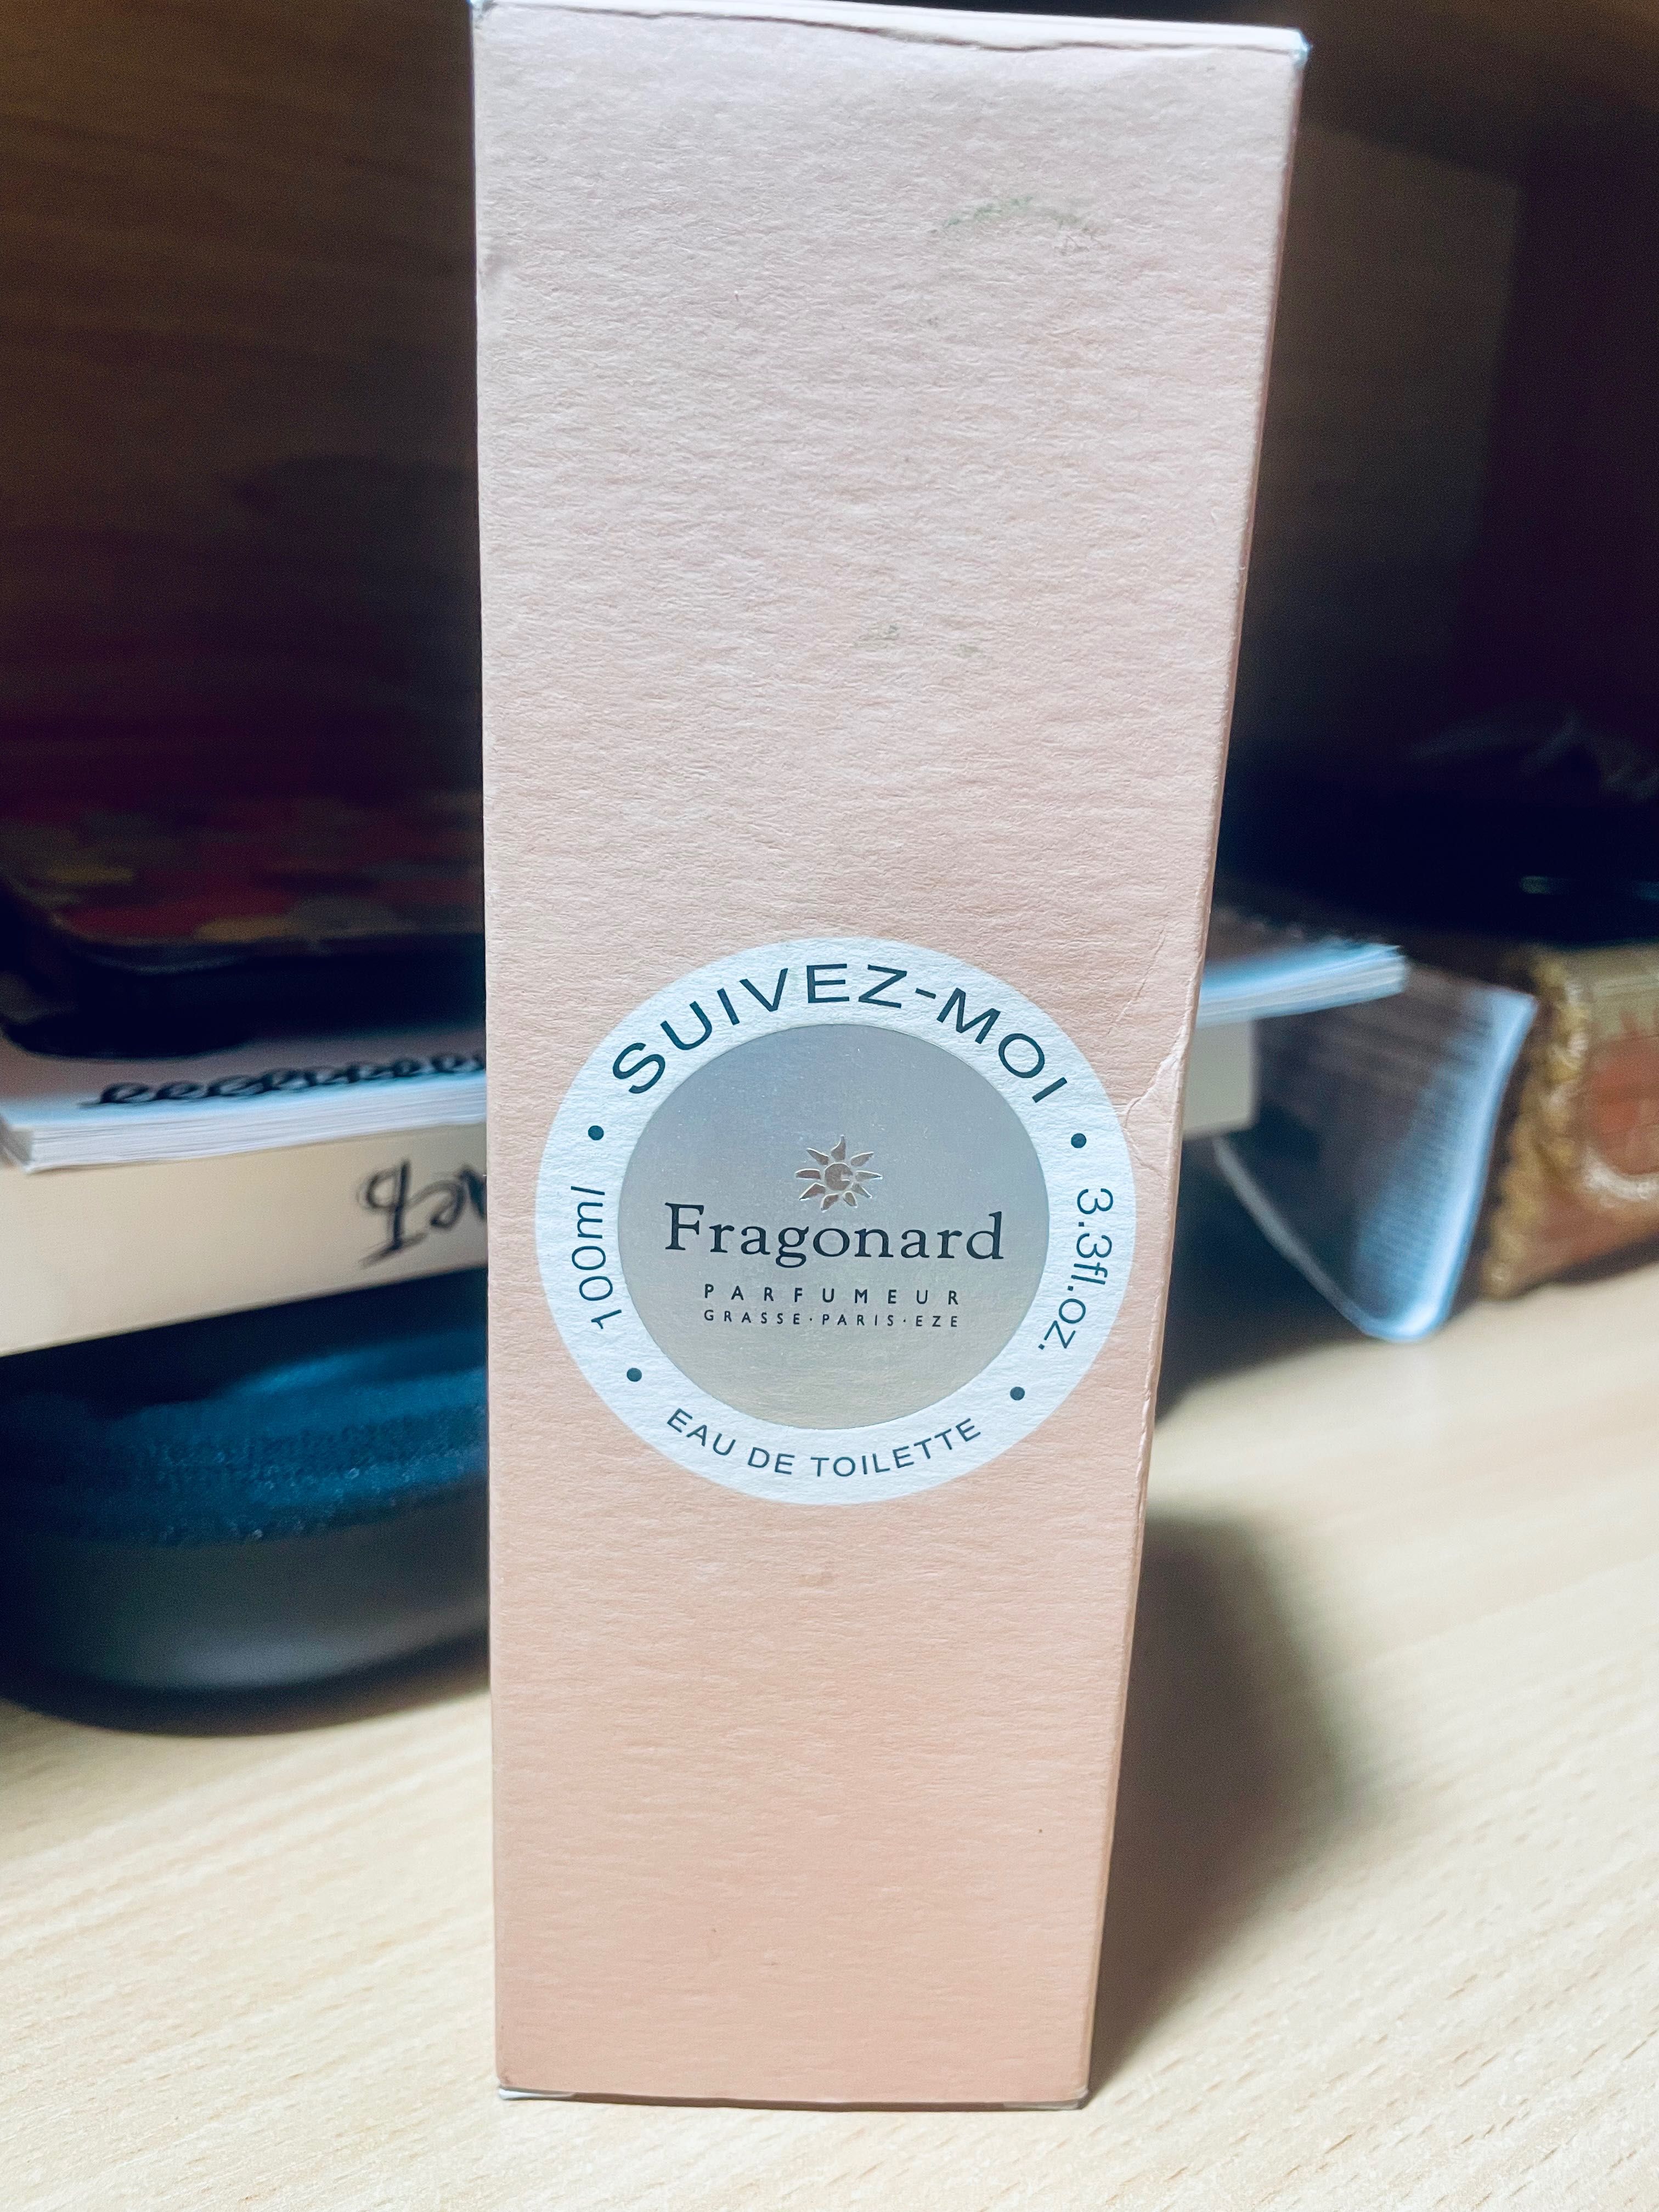 SUIVEZ-MOI
100ml
3.3fl.oz.
Fragonard
PARFUMEUR
GRASSE·PARIS·EZE
EAU DE TOILETTE